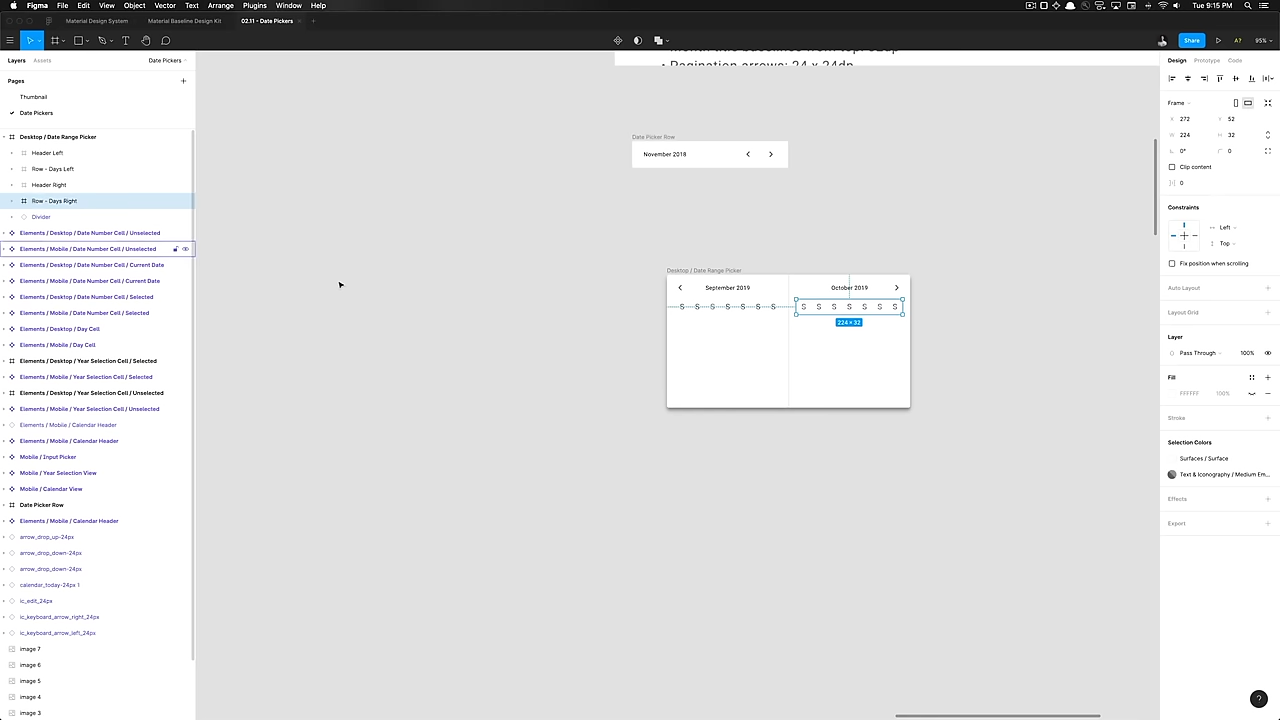 Figma File Edit View Object Vector Text Arrange Plugins Window Help
Tue 9:15 PM
Material Design System
Material Baseline Design Kit
02.11 - Date Pickers
Share
A?
95%
Layers
Assets
Date Pickers
Design
Prototype
Code
Pages
Thumbnail
Date Pickers
Desktop / Date Range Picker
Header Left
Row - Days Left
Header Right
Row - Days Right
Divider
Elements / Desktop / Date Number Cell / Unselected
Elements / Mobile / Date Number Cell / Unselected
Elements / Desktop / Date Number Cell / Current Date
Elements / Mobile / Date Number Cell / Current Date
Elements / Desktop / Date Number Cell / Selected
Elements / Mobile / Date Number Cell / Selected
Elements / Desktop / Day Cell
Elements / Mobile / Day Cell
Elements / Desktop / Year Selection Cell / Selected
Elements / Mobile / Year Selection Cell / Selected
Elements / Desktop / Year Selection Cell / Unselected
Elements / Mobile / Year Selection Cell / Unselected
Elements / Mobile / Calendar Header
Elements / Mobile / Calendar Header
Mobile / Input Picker
Mobile / Year Selection View
Mobile / Calendar View
Date Picker Row
Elements / Mobile / Calendar Header
arrow_drop_up-24px
arrow_drop_down-24px
arrow_drop_down-24px
calendar_today-24px 1
ic_edit_24px
ic_keyboard_arrow_right_24px
ic_keyboard_arrow_left_24px
image 7
image 6
image 5
image 4
image 3
Pagination arrows: 24 x 24dp
Date Picker Row
November 2018
Desktop / Date Range Picker
September 2019
October 2019
S S S S S S S
S S S S S S S
224 × 32
Frame
X 272
Y 52
W 224
H 32
0°
0
Clip content
0
Constraints
Left
Top
Fix position when scrolling
Auto Layout
Layout Grid
Layer
Pass Through
100%
Fill
FFFFFF
100%
Stroke
Selection Colors
Surfaces / Surface
Text & Iconography / Medium Em...
Effects
Export
?